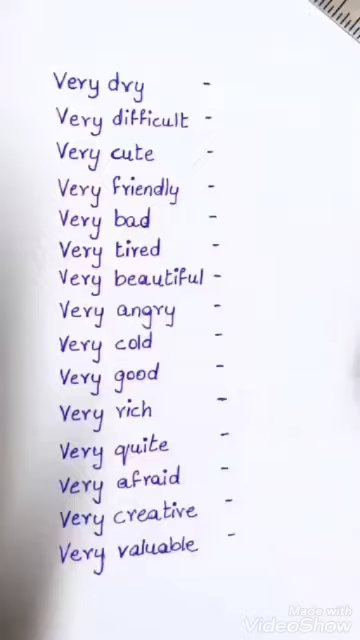 Very dry -
Very difficult -
Very cute -
Very friendly -
Very bad -
Very tired -
Very beautiful -
Very angry -
Very cold -
Very good -
Very rich -
Very quite -
Very afraid -
Very creative -
Very valuable -
Made with
VideoShow